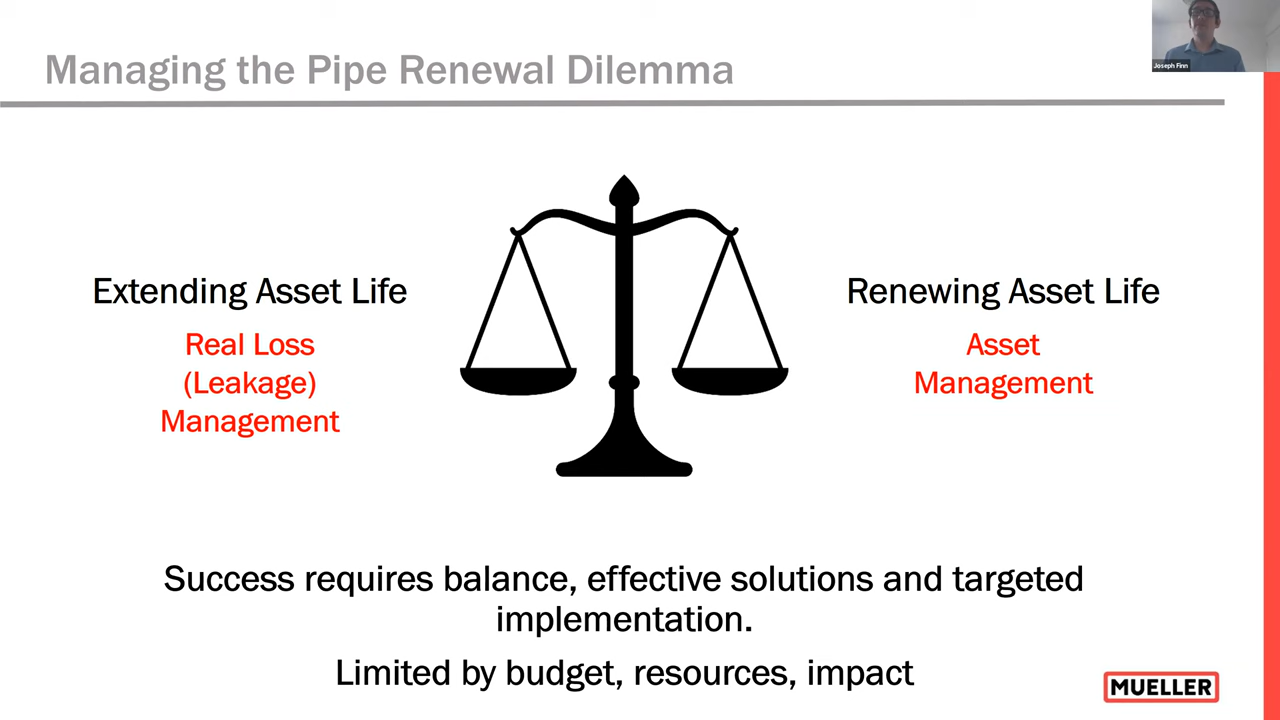 Managing the Pipe Renewal Dilemma
Joseph Finn
Extending Asset Life
Real Loss
(Leakage)
Management
Renewing Asset Life
Asset
Management
Success requires balance, effective solutions and targeted
implementation.
Limited by budget, resources, impact
MUELLER